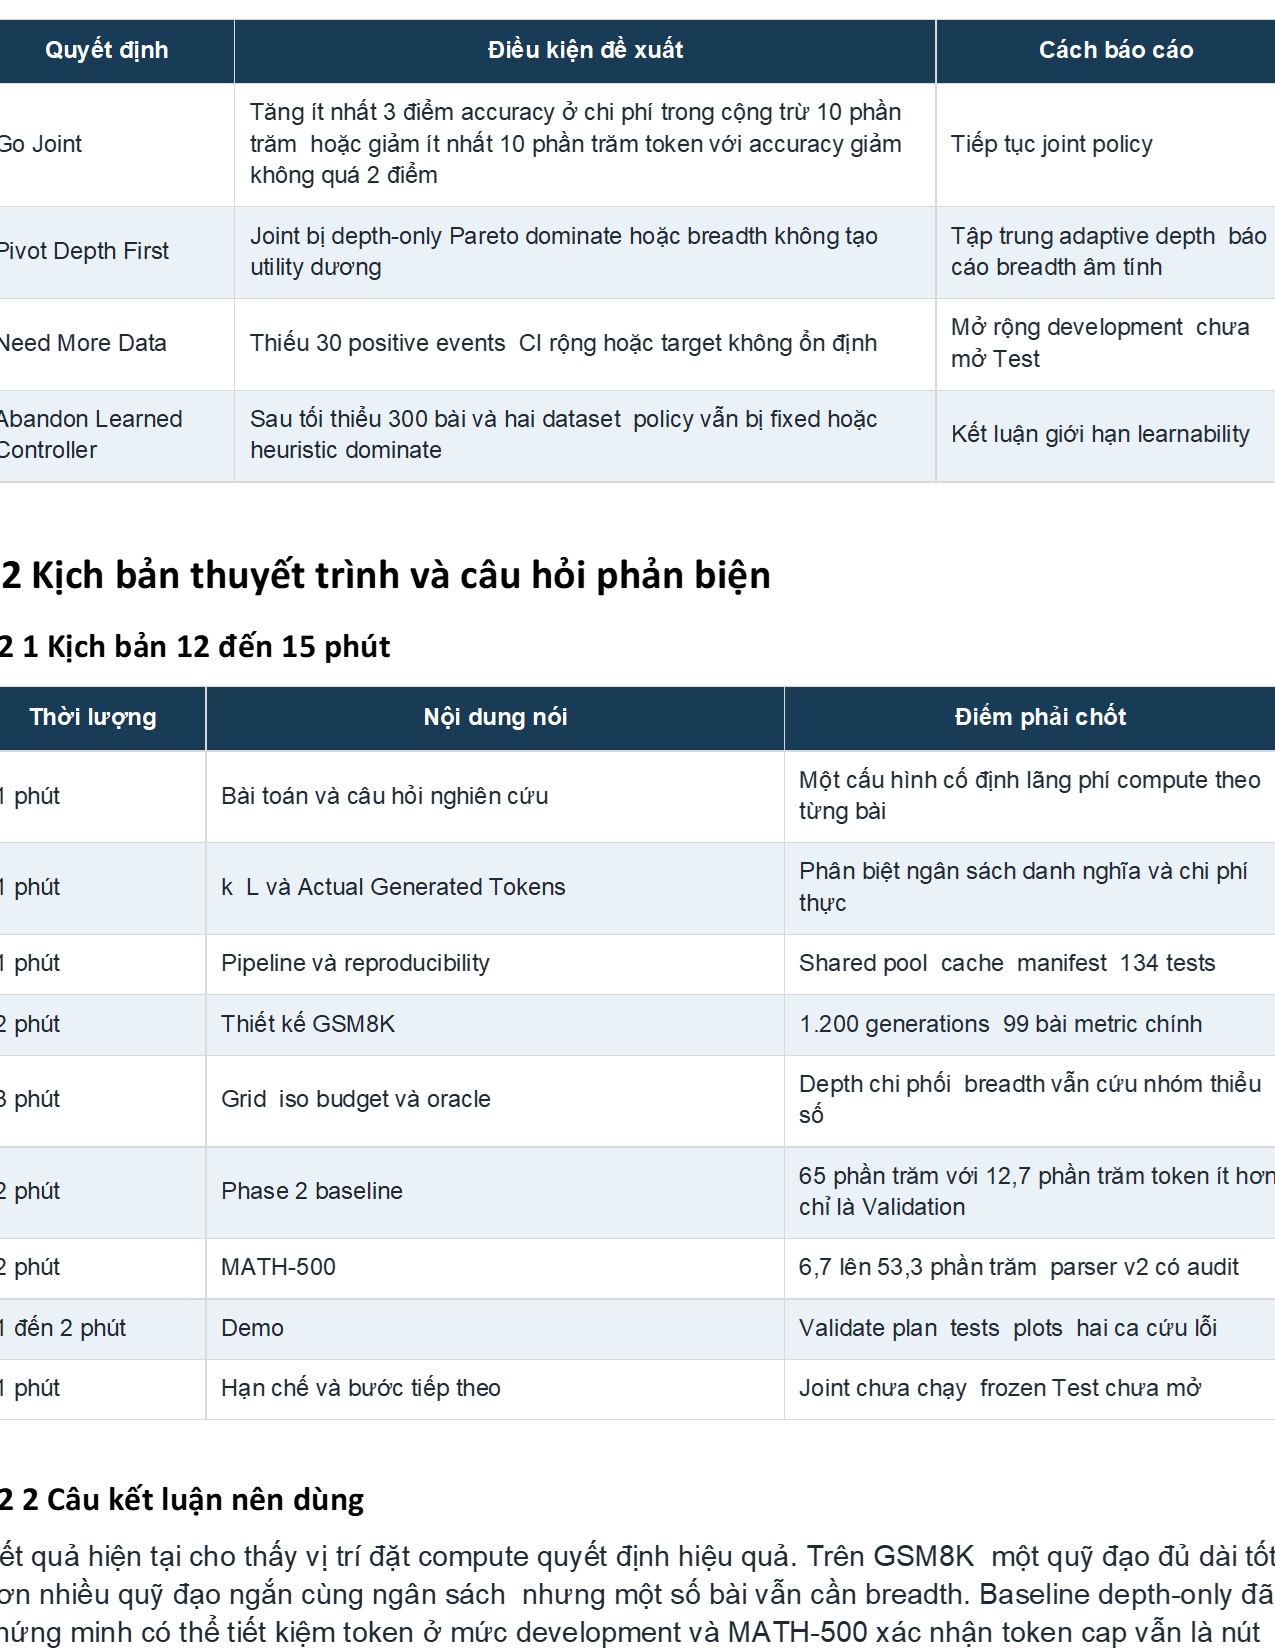 Quyết định
Điều kiện đề xuất
Cách báo cáo
Go Joint
Tăng ít nhất 3 điểm accuracy ở chi phí trong cộng trừ 10 phần
trăm hoặc giảm ít nhất 10 phần trăm token với accuracy giảm
không quá 2 điểm
Tiếp tục joint policy
Pivot Depth First
Joint bị depth-only Pareto dominate hoặc breadth không tạo
utility dương
Tập trung adaptive depth báo
cáo breadth âm tính
Need More Data
Thiếu 30 positive events CI rộng hoặc target không ổn định
Mở rộng development chưa
mở Test
Abandon Learned
Controller
Sau tối thiểu 300 bài và hai dataset policy vẫn bị fixed hoặc
heuristic dominate
Kết luận giới hạn learnability
2 Kịch bản thuyết trình và câu hỏi phản biện
2 1 Kịch bản 12 đến 15 phút
Thời lượng
Nội dung nói
Điểm phải chốt
1 phút
Bài toán và câu hỏi nghiên cứu
Một cấu hình cố định lãng phí compute theo
từng bài
1 phút
k L và Actual Generated Tokens
Phân biệt ngân sách danh nghĩa và chi phí
thực
1 phút
Pipeline và reproducibility
Shared pool cache manifest 134 tests
2 phút
Thiết kế GSM8K
1.200 generations 99 bài metric chính
3 phút
Grid iso budget và oracle
Depth chi phối breadth vẫn cứu nhóm thiểu
số
2 phút
Phase 2 baseline
65 phần trăm với 12,7 phần trăm token ít hơn
chỉ là Validation
2 phút
MATH-500
6,7 lên 53,3 phần trăm parser v2 có audit
1 đến 2 phút
Demo
Validate plan tests plots hai ca cứu lỗi
1 phút
Hạn chế và bước tiếp theo
Joint chưa chạy frozen Test chưa mở
2 2 Câu kết luận nên dùng
ết quả hiện tại cho thấy vị trí đặt compute quyết định hiệu quả. Trên GSM8K một quỹ đạo đủ dài tốt
ơn nhiều quỹ đạo ngắn cùng ngân sách nhưng một số bài vẫn cần breadth. Baseline depth-only đã
hứng minh có thể tiết kiệm token ở mức development và MATH-500 xác nhận token cap vẫn là nút